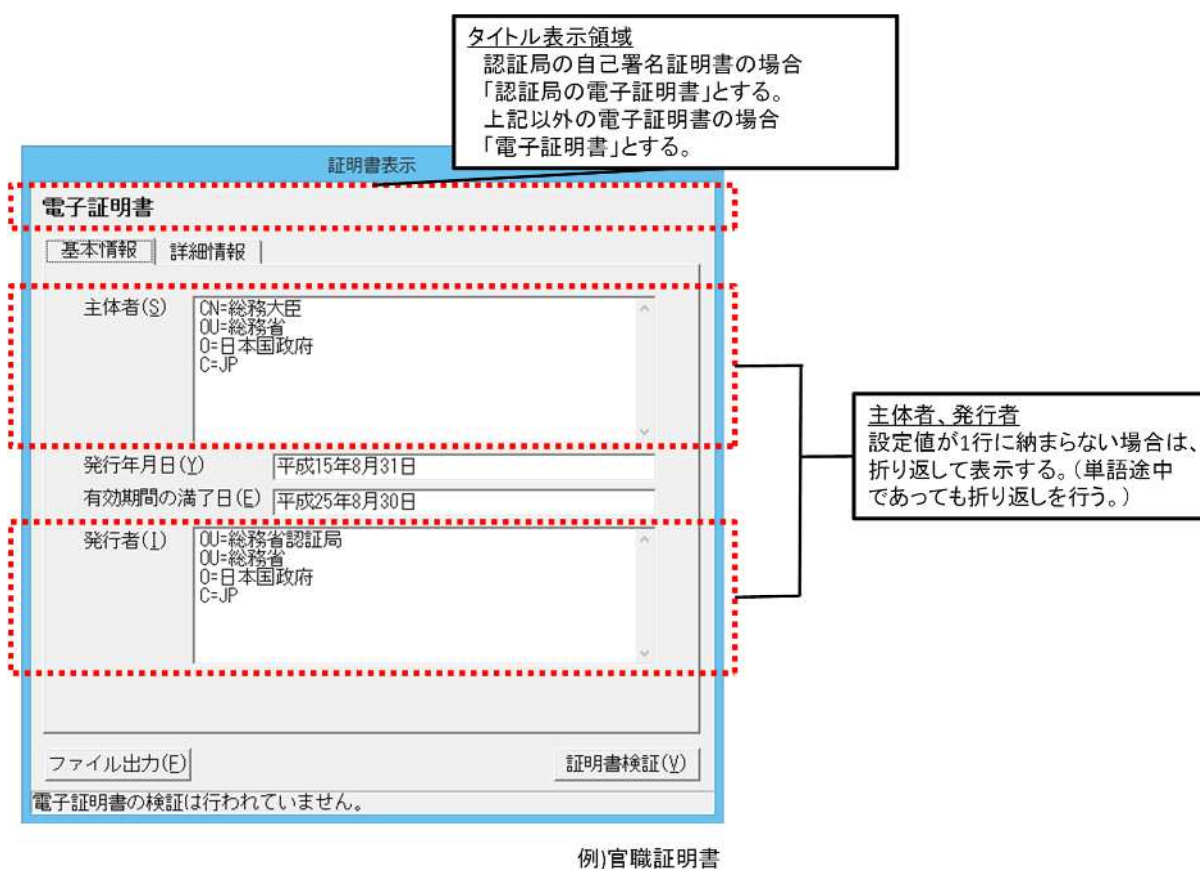 タイトル表示領域
認証局の自己署名証明書の場合
「認証局の電子証明書」とする。
上記以外の電子証明書の場合
「電子証明書」とする。
証明書表示
電子証明書
基本情報
詳細情報
主体者(S)
CN=総務大臣
OU=総務省
O=日本国政府
C=JP
主体者、発行者
設定値が1行に納まらない場合は、
折り返して表示する。(単語途中
であっても折り返しを行う。)
発行年月日(Y)
平成15年8月31日
有効期間の満了日(E)
平成25年8月30日
発行者(I)
OU=総務省認証局
OU=総務省
O=日本国政府
C=JP
ファイル出力(F)
証明書検証(V)
電子証明書の検証は行われていません。
例)官職証明書